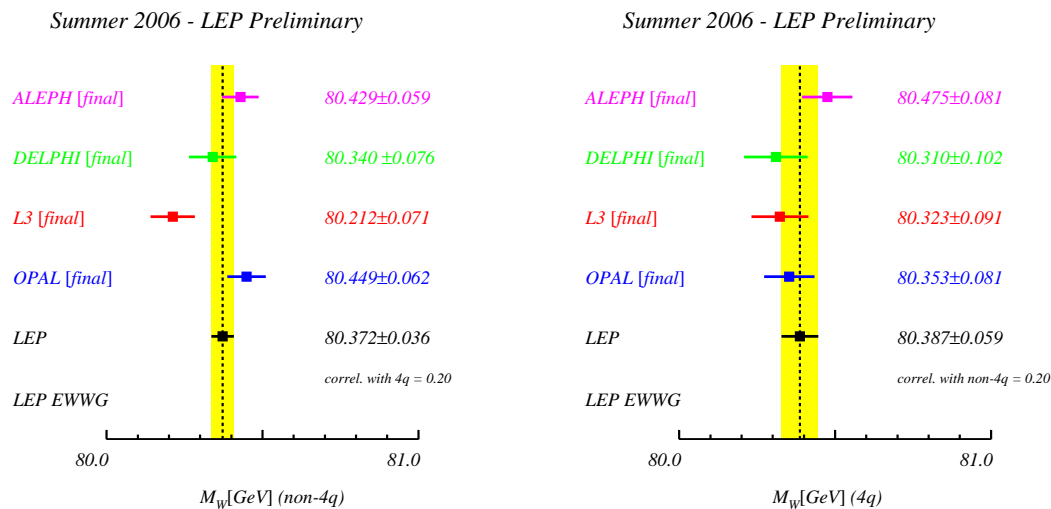 Summer 2006 - LEP Preliminary
ALEPH [final] 80.429±0.059
DELPHI [final] 80.340 ±0.076
L3 [final] 80.212±0.071
OPAL [final] 80.449±0.062
LEP 80.372±0.036
correl. with 4q = 0.20
LEP EWWG
80.0 81.0
M_W[GeV] (non-4q)
Summer 2006 - LEP Preliminary
ALEPH [final] 80.475±0.081
DELPHI [final] 80.310±0.102
L3 [final] 80.323±0.091
OPAL [final] 80.353±0.081
LEP 80.387±0.059
correl. with non-4q = 0.20
LEP EWWG
80.0 81.0
M_W[GeV] (4q)